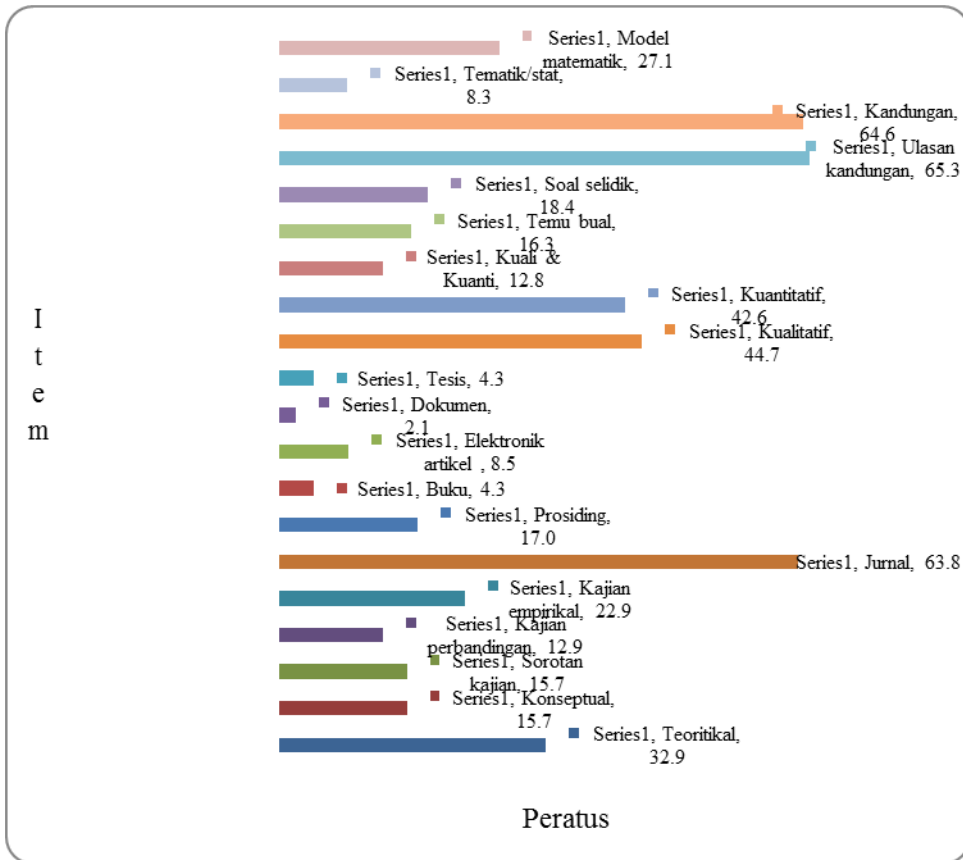 Series1, Model
matematik, 27.1
Series1, Tematik/stat,
8.3
Series1, Kandungan,
64.6
Series1, Ulasan
kandungan, 65.3
Series1, Soal selidik,
18.4
Series1, Temu bual,
16.3
Series1, Kuali &
Kuanti, 12.8
Series1, Kuantitatif,
42.6
Series1, Kualitatif,
44.7
Series1, Tesis, 4.3
Series1, Dokumen,
2.1
Series1, Elektronik
artikel , 8.5
Series1, Buku, 4.3
Series1, Prosiding,
17.0
Series1, Jurnal, 63.8
Series1, Kajian
empirikal, 22.9
Series1, Kajian
perbandingan, 12.9
Series1, Sorotan
kajian, 15.7
Series1, Konseptual,
15.7
Series1, Teoritikal,
32.9
I
t
e
m
Peratus